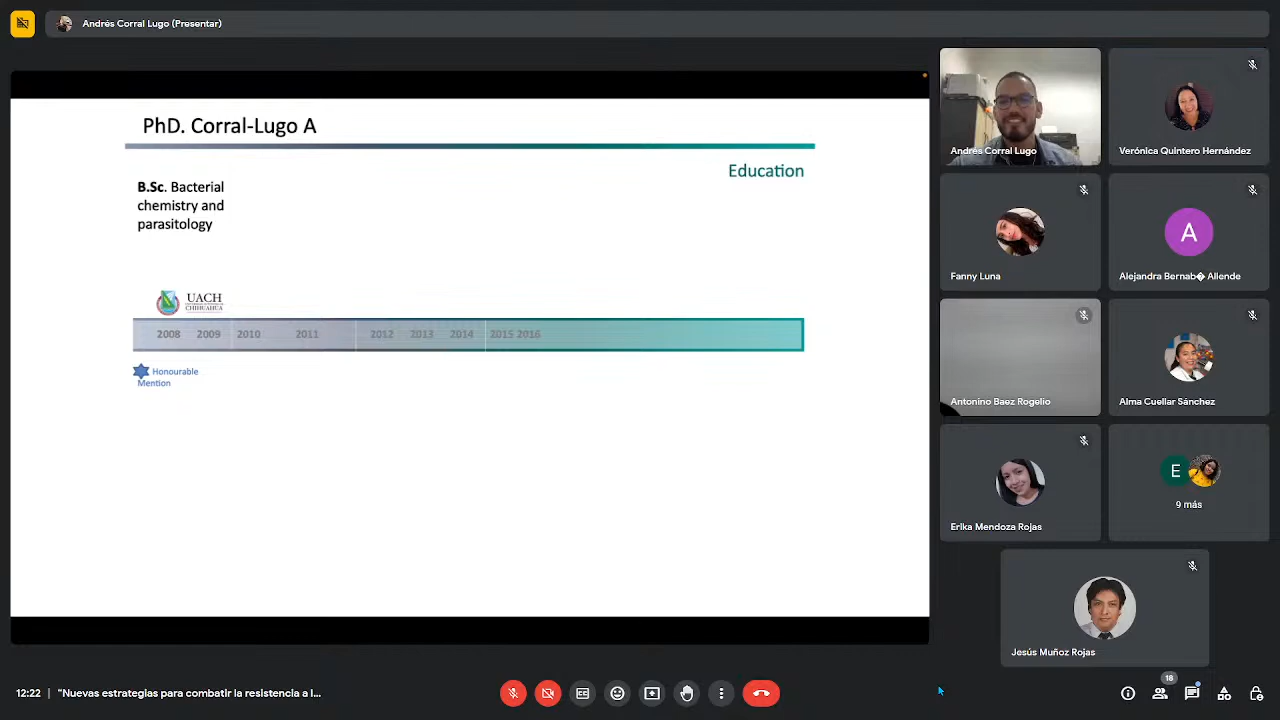 Andrés Corral Lugo (Presentar)
PhD. Corral-Lugo A
Education
B.Sc. Bacterial
chemistry and
parasitology
UACH
CHIHUAHUA
2008 2009 2010 2011 2012 2013 2014 2015 2016
Honourable
Mention
Andrés Corral Lugo
Verónica Quintero Hernández
Fanny Luna
A
Alejandra Bernab� Allende
Antonino Baez Rogelio
Alma Cuellar Sánchez
Erika Mendoza Rojas
E
9 más
Jesús Muñoz Rojas
12:22 | "Nuevas estrategias para combatir la resistencia a l...
18